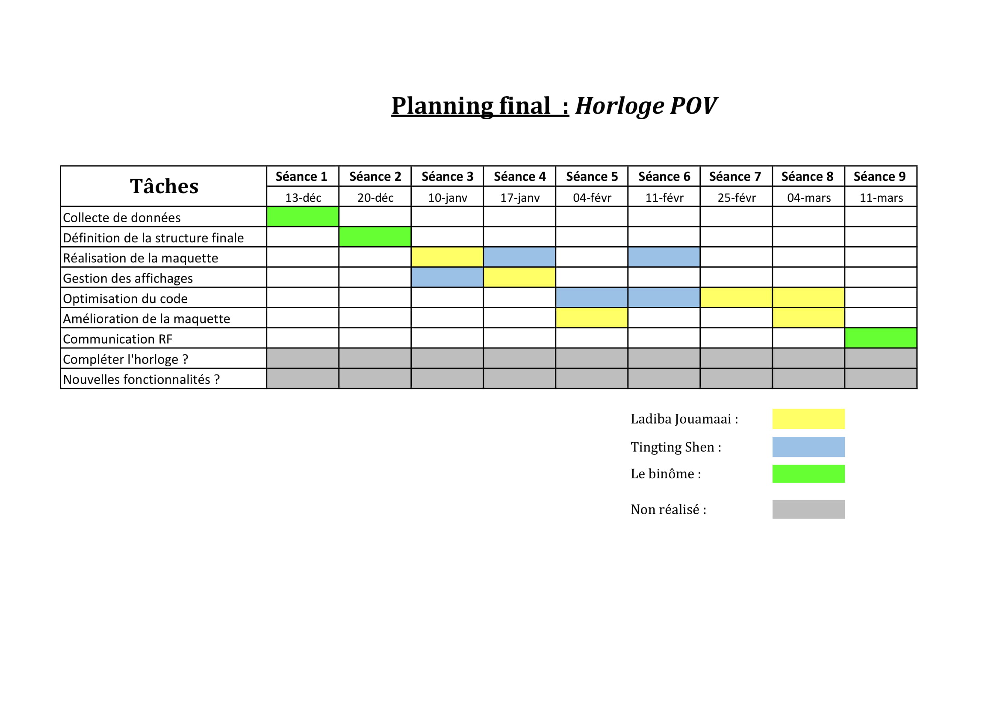 Planning final : Horloge POV
Tâches Séance 1 Séance 2 Séance 3 Séance 4 Séance 5 Séance 6 Séance 7 Séance 8 Séance 9
13-déc 20-déc 10-janv 17-janv 04-févr 11-févr 25-févr 04-mars 11-mars
Collecte de données
Définition de la structure finale
Réalisation de la maquette
Gestion des affichages
Optimisation du code
Amélioration de la maquette
Communication RF
Compléter l'horloge ?
Nouvelles fonctionnalités ?
Ladiba Jouamaai :
Tingting Shen :
Le binôme :
Non réalisé :